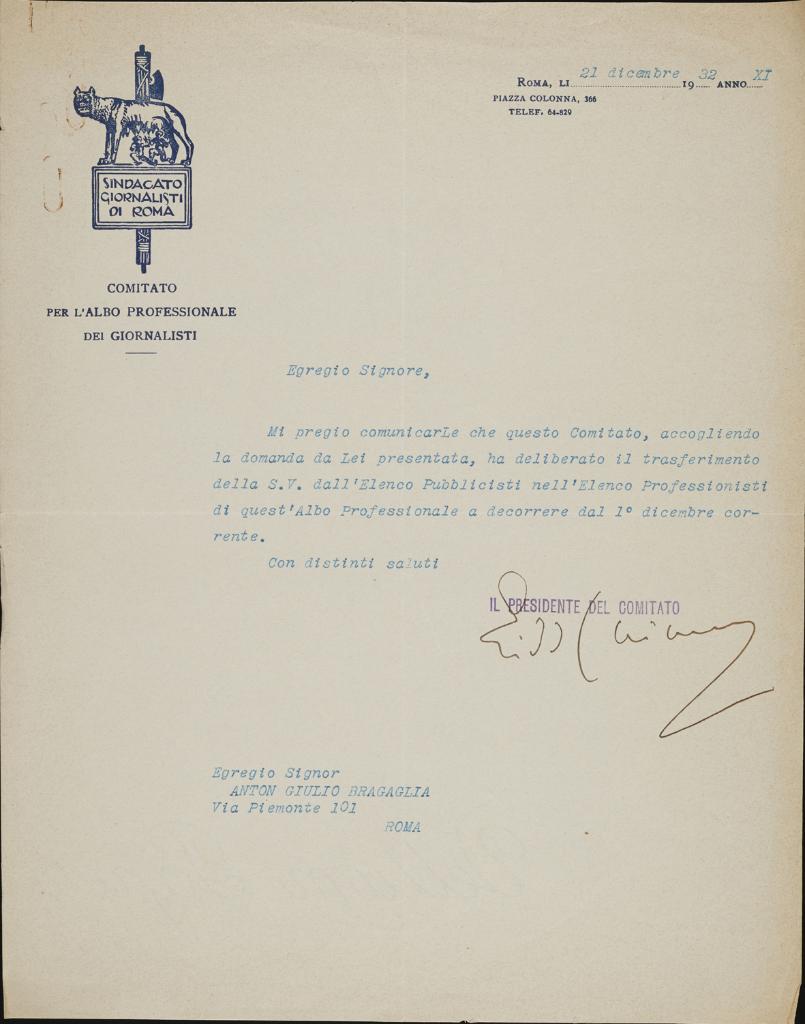 SINDACATO
GIORNALISTI
DI ROMA
COMITATO
PER L'ALBO PROFESSIONALE
DEI GIORNALISTI
ROMA, LI 21 dicembre 19 32 ANNO XI
PIAZZA COLONNA, 366
TELEF. 64-829
Egregio Signore,
Mi pregio comunicarLe che questo Comitato, accogliendo
la domanda da Lei presentata, ha deliberato il trasferimento
della S.V. dall'Elenco Pubblicisti nell'Elenco Professionisti
di quest'Albo Professionale a decorrere dal 1° dicembre cor-
rente.
Con distinti saluti
IL PRESIDENTE DEL COMITATO
Egregio Signor
ANTON GIULIO BRAGAGLIA
Via Piemonte 101
ROMA